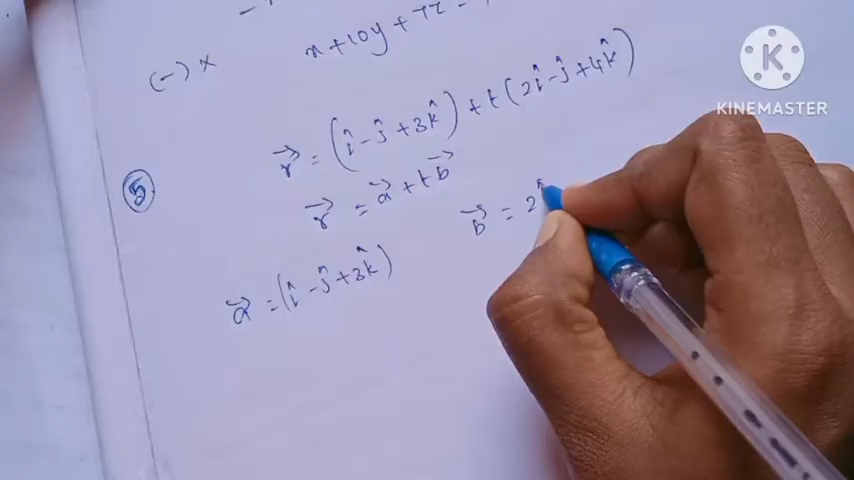 (-) x
x+10y+7z-
5
r⃗ = (î - ĵ + 3k̂) + t(2î - ĵ + 4k̂)
r⃗ = a⃗ + t b⃗
a⃗ = (î - ĵ + 3k̂)
b⃗ = 2
K
KINEMASTER